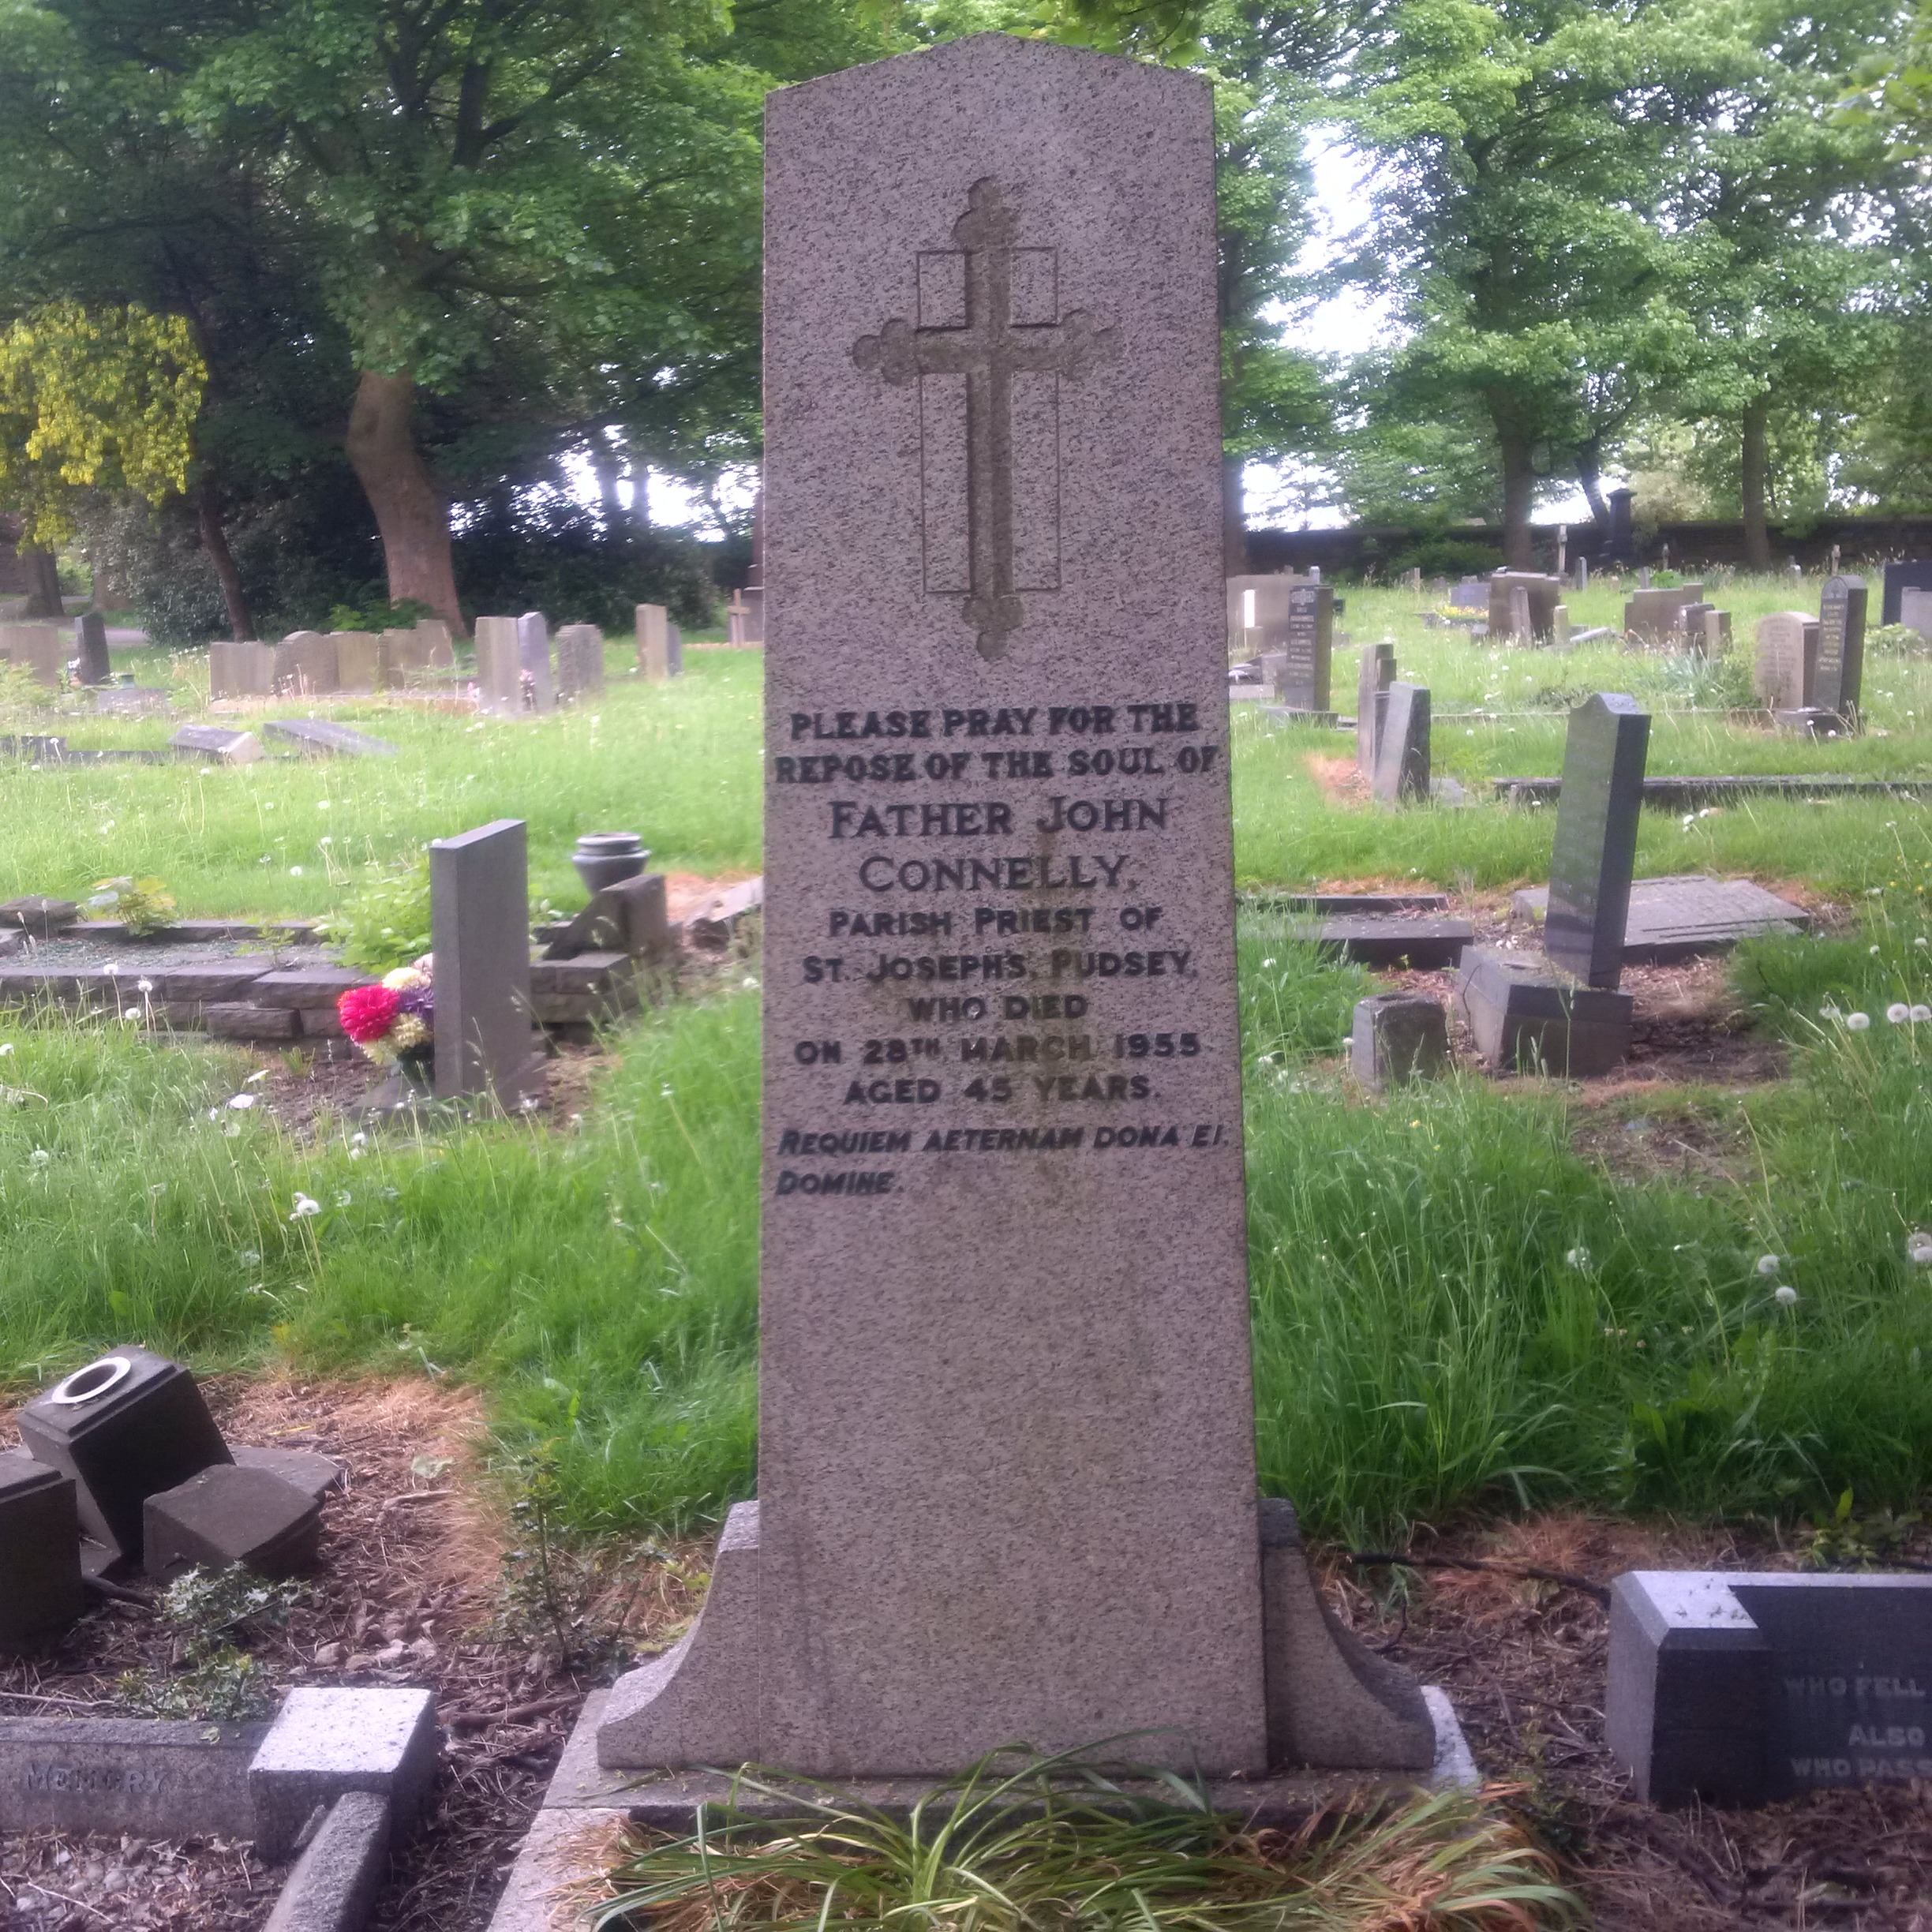 PLEASE PRAY FOR THE
REPOSE OF THE SOUL OF
FATHER JOHN
CONNELLY,
PARISH PRIEST OF
ST. JOSEPH'S, PUDSEY,
WHO DIED
ON 28TH MARCH 1955
AGED 45 YEARS.
REQUIEM AETERNAM DONA EI,
DOMINE.
MEMORY
WHO FELL
ALSO
WHO PASS